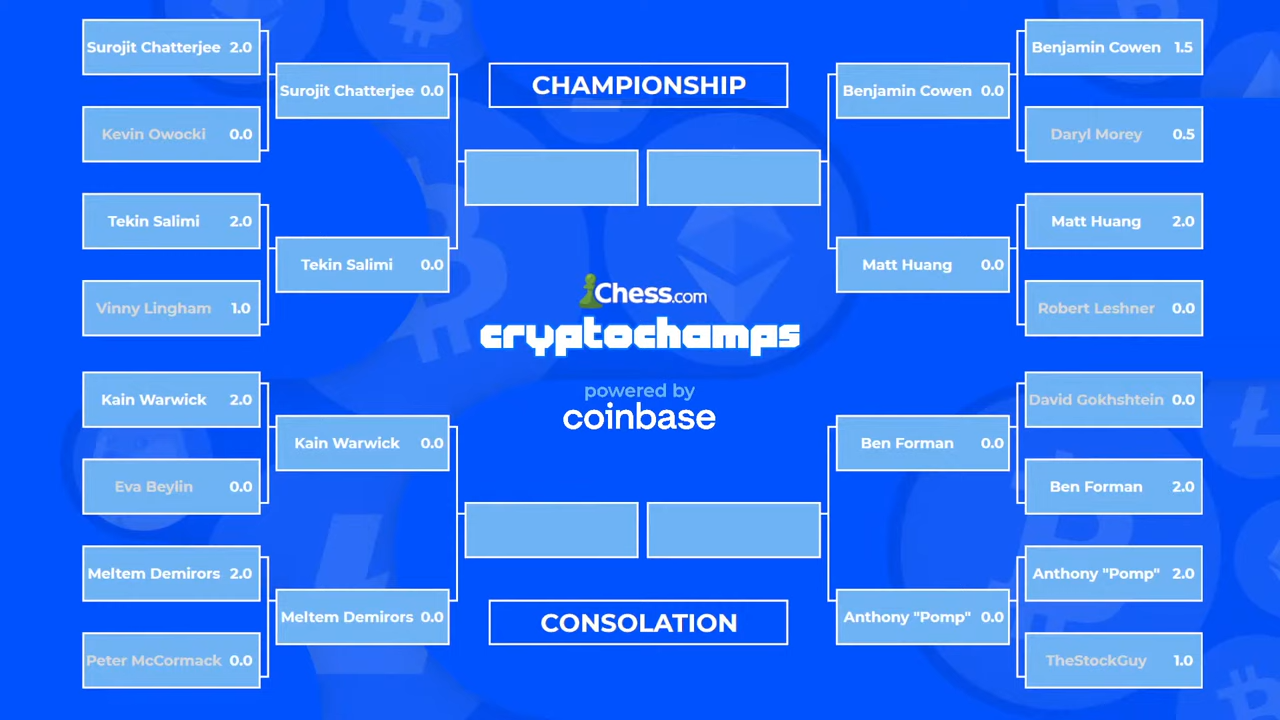 Surojit Chatterjee 2.0
Kevin Owocki 0.0
Surojit Chatterjee 0.0
Tekin Salimi 2.0
Vinny Lingham 1.0
Tekin Salimi 0.0
Kain Warwick 2.0
Eva Beylin 0.0
Kain Warwick 0.0
Meltem Demirors 2.0
Peter McCormack 0.0
Meltem Demirors 0.0
CHAMPIONSHIP
Chess.com
cryptochamps
powered by
coinbase
CONSOLATION
Benjamin Cowen 0.0
Benjamin Cowen 1.5
Daryl Morey 0.5
Matt Huang 0.0
Matt Huang 2.0
Robert Leshner 0.0
Ben Forman 0.0
David Gokhshtein 0.0
Ben Forman 2.0
Anthony "Pomp" 0.0
Anthony "Pomp" 2.0
TheStockGuy 1.0